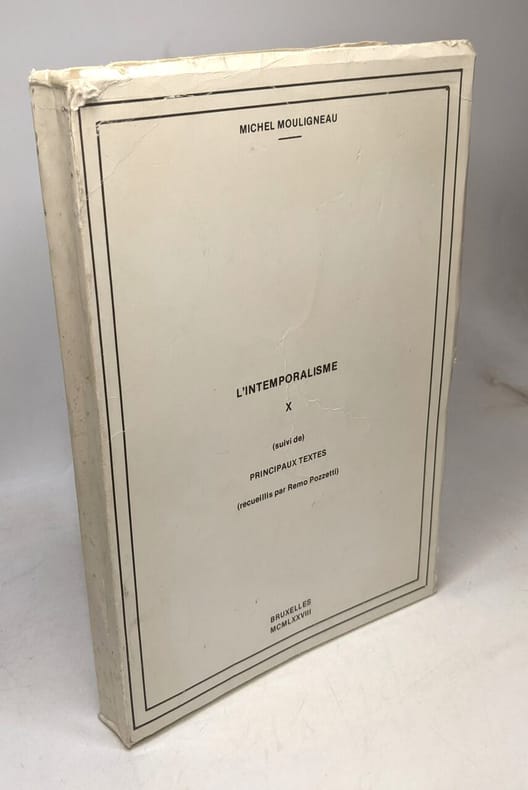 MICHEL MOULIGNEAU
L'INTEMPORALISME
X
(suivi de)
PRINCIPAUX TEXTES
(recueillis par Remo Pozzetti)
BRUXELLES
MCMLXXVIII